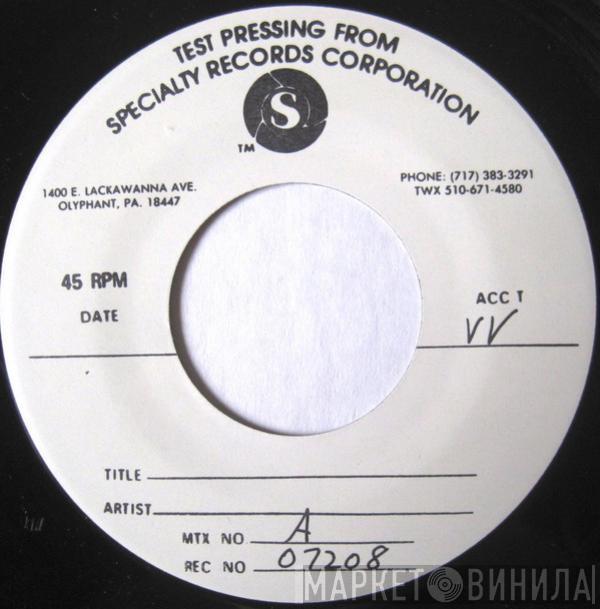 TEST PRESSING FROM
SPECIALTY RECORDS CORPORATION
S
TM
1400 E. LACKAWANNA AVE.
OLYPHANT, PA. 18447
PHONE: (717) 383-3291
TWX 510-671-4580
45 RPM
DATE
ACC T
VV
TITLE
ARTIST
MTX NO A
REC NO 07208
МАРКЕТ ВИНИЛА